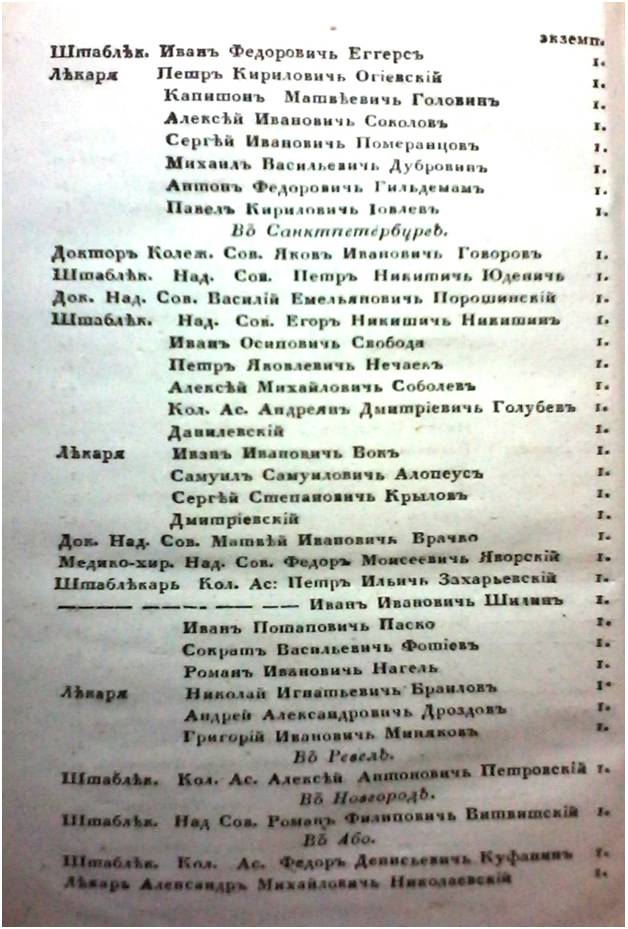 экземп.
Штаблѣк. Иванъ Федоровичь Еггерсъ 1.
Лѣкаря Петръ Кириловичь Огіевскій 1.
Капитонъ Матвѣевичь Головинъ 1.
Алексѣй Ивановичь Соколовъ 1.
Сергѣй Ивановичь Померанцовъ 1.
Михаилъ Васильевичь Дубровинъ 1.
Антонъ Федоровичь Гильдемамъ 1.
Павелъ Кириловичь Іовлевъ 1.
Въ Санктпетербургѣ.
Докторъ Колеж. Сов. Яковъ Ивановичь Говоровъ 1.
Штаблѣк. Над. Сов. Петръ Никитичь Юденичь 1.
Док. Над. Сов. Василій Емельяновичь Порошинскій 1.
Штаблѣк. Над. Сов. Егоръ Никитичь Никитинъ 1.
Иванъ Осиповичь Свобода 1.
Петръ Яковлевичь Нечаекъ 1.
Алексѣй Михайловичь Соболевъ 1.
Кол. Ас. Андреянъ Дмитріевичь Голубевъ 1.
Данилевскій 1.
Лѣкаря Иванъ Ивановичь Вокъ 1.
Самуилъ Самуиловичь Алопеусъ 1.
Сергѣй Степановичь Крыловъ 1.
Дмитріевскій 1.
Док. Над. Сов. Матвѣй Ивановичь Врачко 1.
Медико-хир. Над. Сов. Федоръ Моисеевичь Яворскій 1.
Штаблѣкарь Кол. Ас: Петръ Ильичь Захарьевскій 1.
— — — — Иванъ Ивановичь Шилинъ 1.
Иванъ Потаповичь Паско 1.
Сократъ Васильевичь Фотіевъ 1.
Романъ Ивановичь Нагель 1.
Лѣкаря Николай Игнатьевичь Браиловъ 1.
Андрей Александровичь Дроздовъ 1.
Григорій Ивановичь Миняковъ 1.
Въ Ревелѣ.
Штаблѣк. Кол. Ас. Алексѣй Антоновичь Петровскій 1.
Въ Новгородѣ.
Штаблѣк. Над Сов. Романъ Филиповичь Витвитскій 1.
Въ Або.
Штаблѣк. Кол. Ас. Федоръ Денисьевичь Куфанинъ 1.
Лѣкарь Александръ Михайловичь Николаевскій 1.